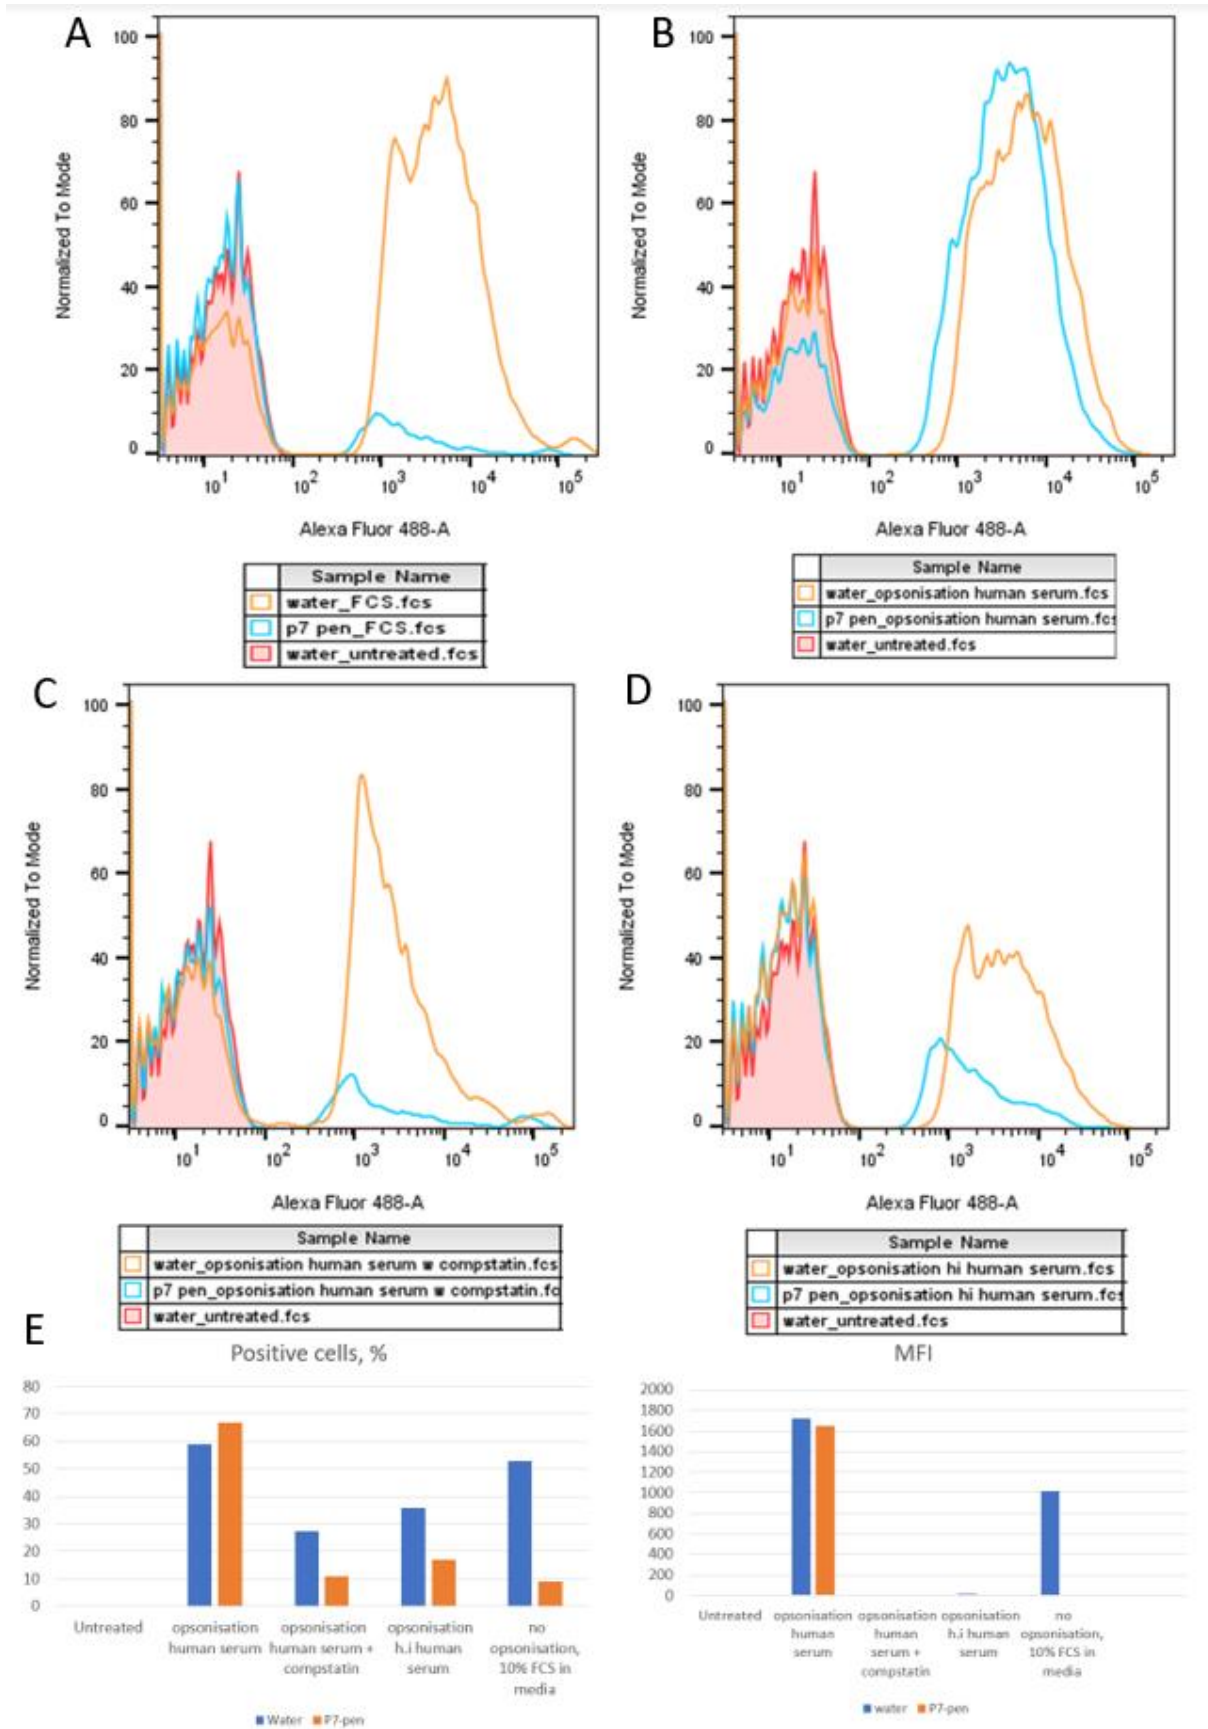 A
100
80
60
40
20
0
Normalized To Mode
10^1 10^2 10^3 10^4 10^5
Alexa Fluor 488-A
Sample Name
water_FCS.fcs
p7 pen_FCS.fcs
water_untreated.fcs
B
100
80
60
40
20
0
Normalized To Mode
10^1 10^2 10^3 10^4 10^5
Alexa Fluor 488-A
Sample Name
water_opsonisation human serum.fcs
p7 pen_opsonisation human serum.fcs
water_untreated.fcs
C
100
80
60
40
20
0
Normalized To Mode
10^1 10^2 10^3 10^4 10^5
Alexa Fluor 488-A
Sample Name
water_opsonisation human serum w compstatin.fcs
p7 pen_opsonisation human serum w compstatin.fc
water_untreated.fcs
D
100
80
60
40
20
0
Normalized To Mode
10^1 10^2 10^3 10^4 10^5
Alexa Fluor 488-A
Sample Name
water_opsonisation hi human serum.fcs
p7 pen_opsonisation hi human serum.fcs
water_untreated.fcs
E
Positive cells, %
80
70
60
50
40
30
20
10
0
Untreated
opsonisation
human serum
opsonisation
human serum +
compstatin
opsonisation
h.i human
serum
no
opsonisation,
10% FCS in
media
Water P7-pen
MFI
2000
1800
1600
1400
1200
1000
800
600
400
200
0
Untreated
opsonisation
human
serum
opsonisation
human
serum +
compstatin
opsonisation
h.i human
serum
no
opsonisation,
10% FCS in
media
water P7-pen